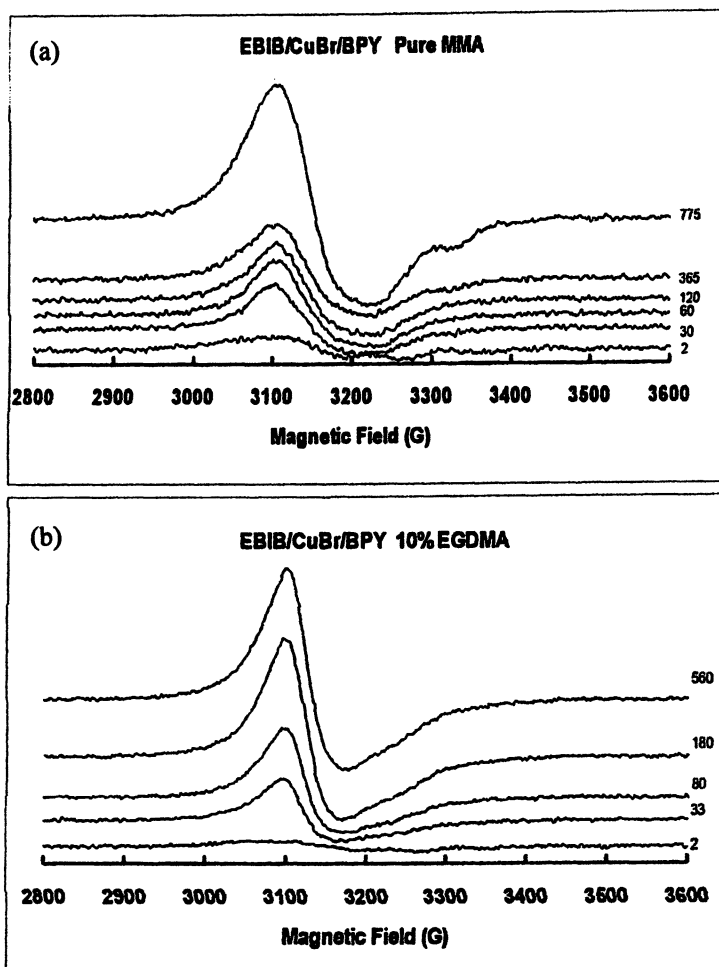 (a)
EBIB/CuBr/BPY Pure MMA
775
365
120
60
30
2
2800 2900 3000 3100 3200 3300 3400 3500 3600
Magnetic Field (G)
(b)
EBIB/CuBr/BPY 10% EGDMA
560
180
80
33
2
2800 2900 3000 3100 3200 3300 3400 3500 3600
Magnetic Field (G)